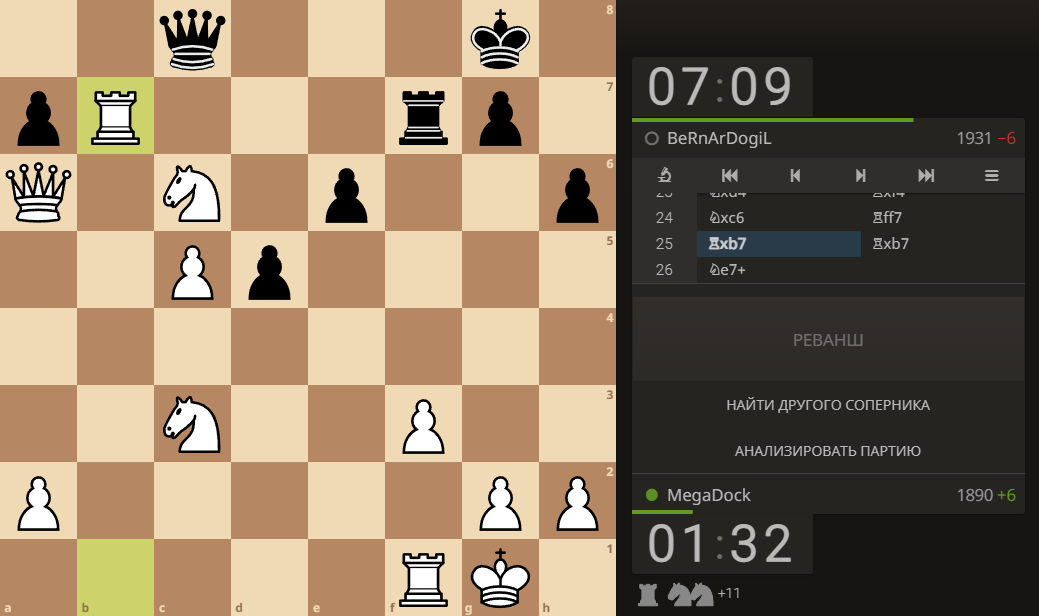 8
7
6
5
4
3
2
1
a b c d e f g h
07:09
BeRnArDogiL 1931 −6
24 ♘xc6 ♖ff7
25 ♖xb7 ♖xb7
26 ♘e7+
РЕВАНШ
НАЙТИ ДРУГОГО СОПЕРНИКА
АНАЛИЗИРОВАТЬ ПАРТИЮ
MegaDock 1890 +6
01:32
+11